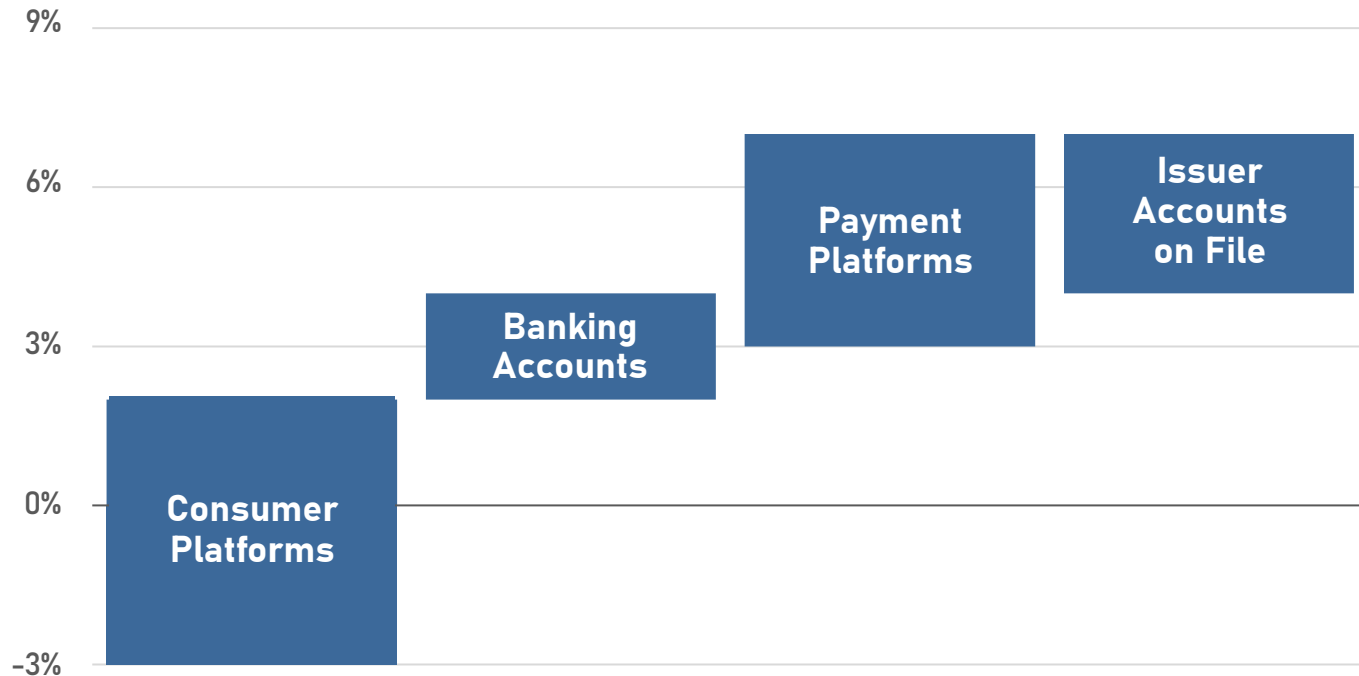 9%
6%
3%
0%
-3%
Consumer
Platforms
Banking
Accounts
Payment
Platforms
Issuer
Accounts
on File